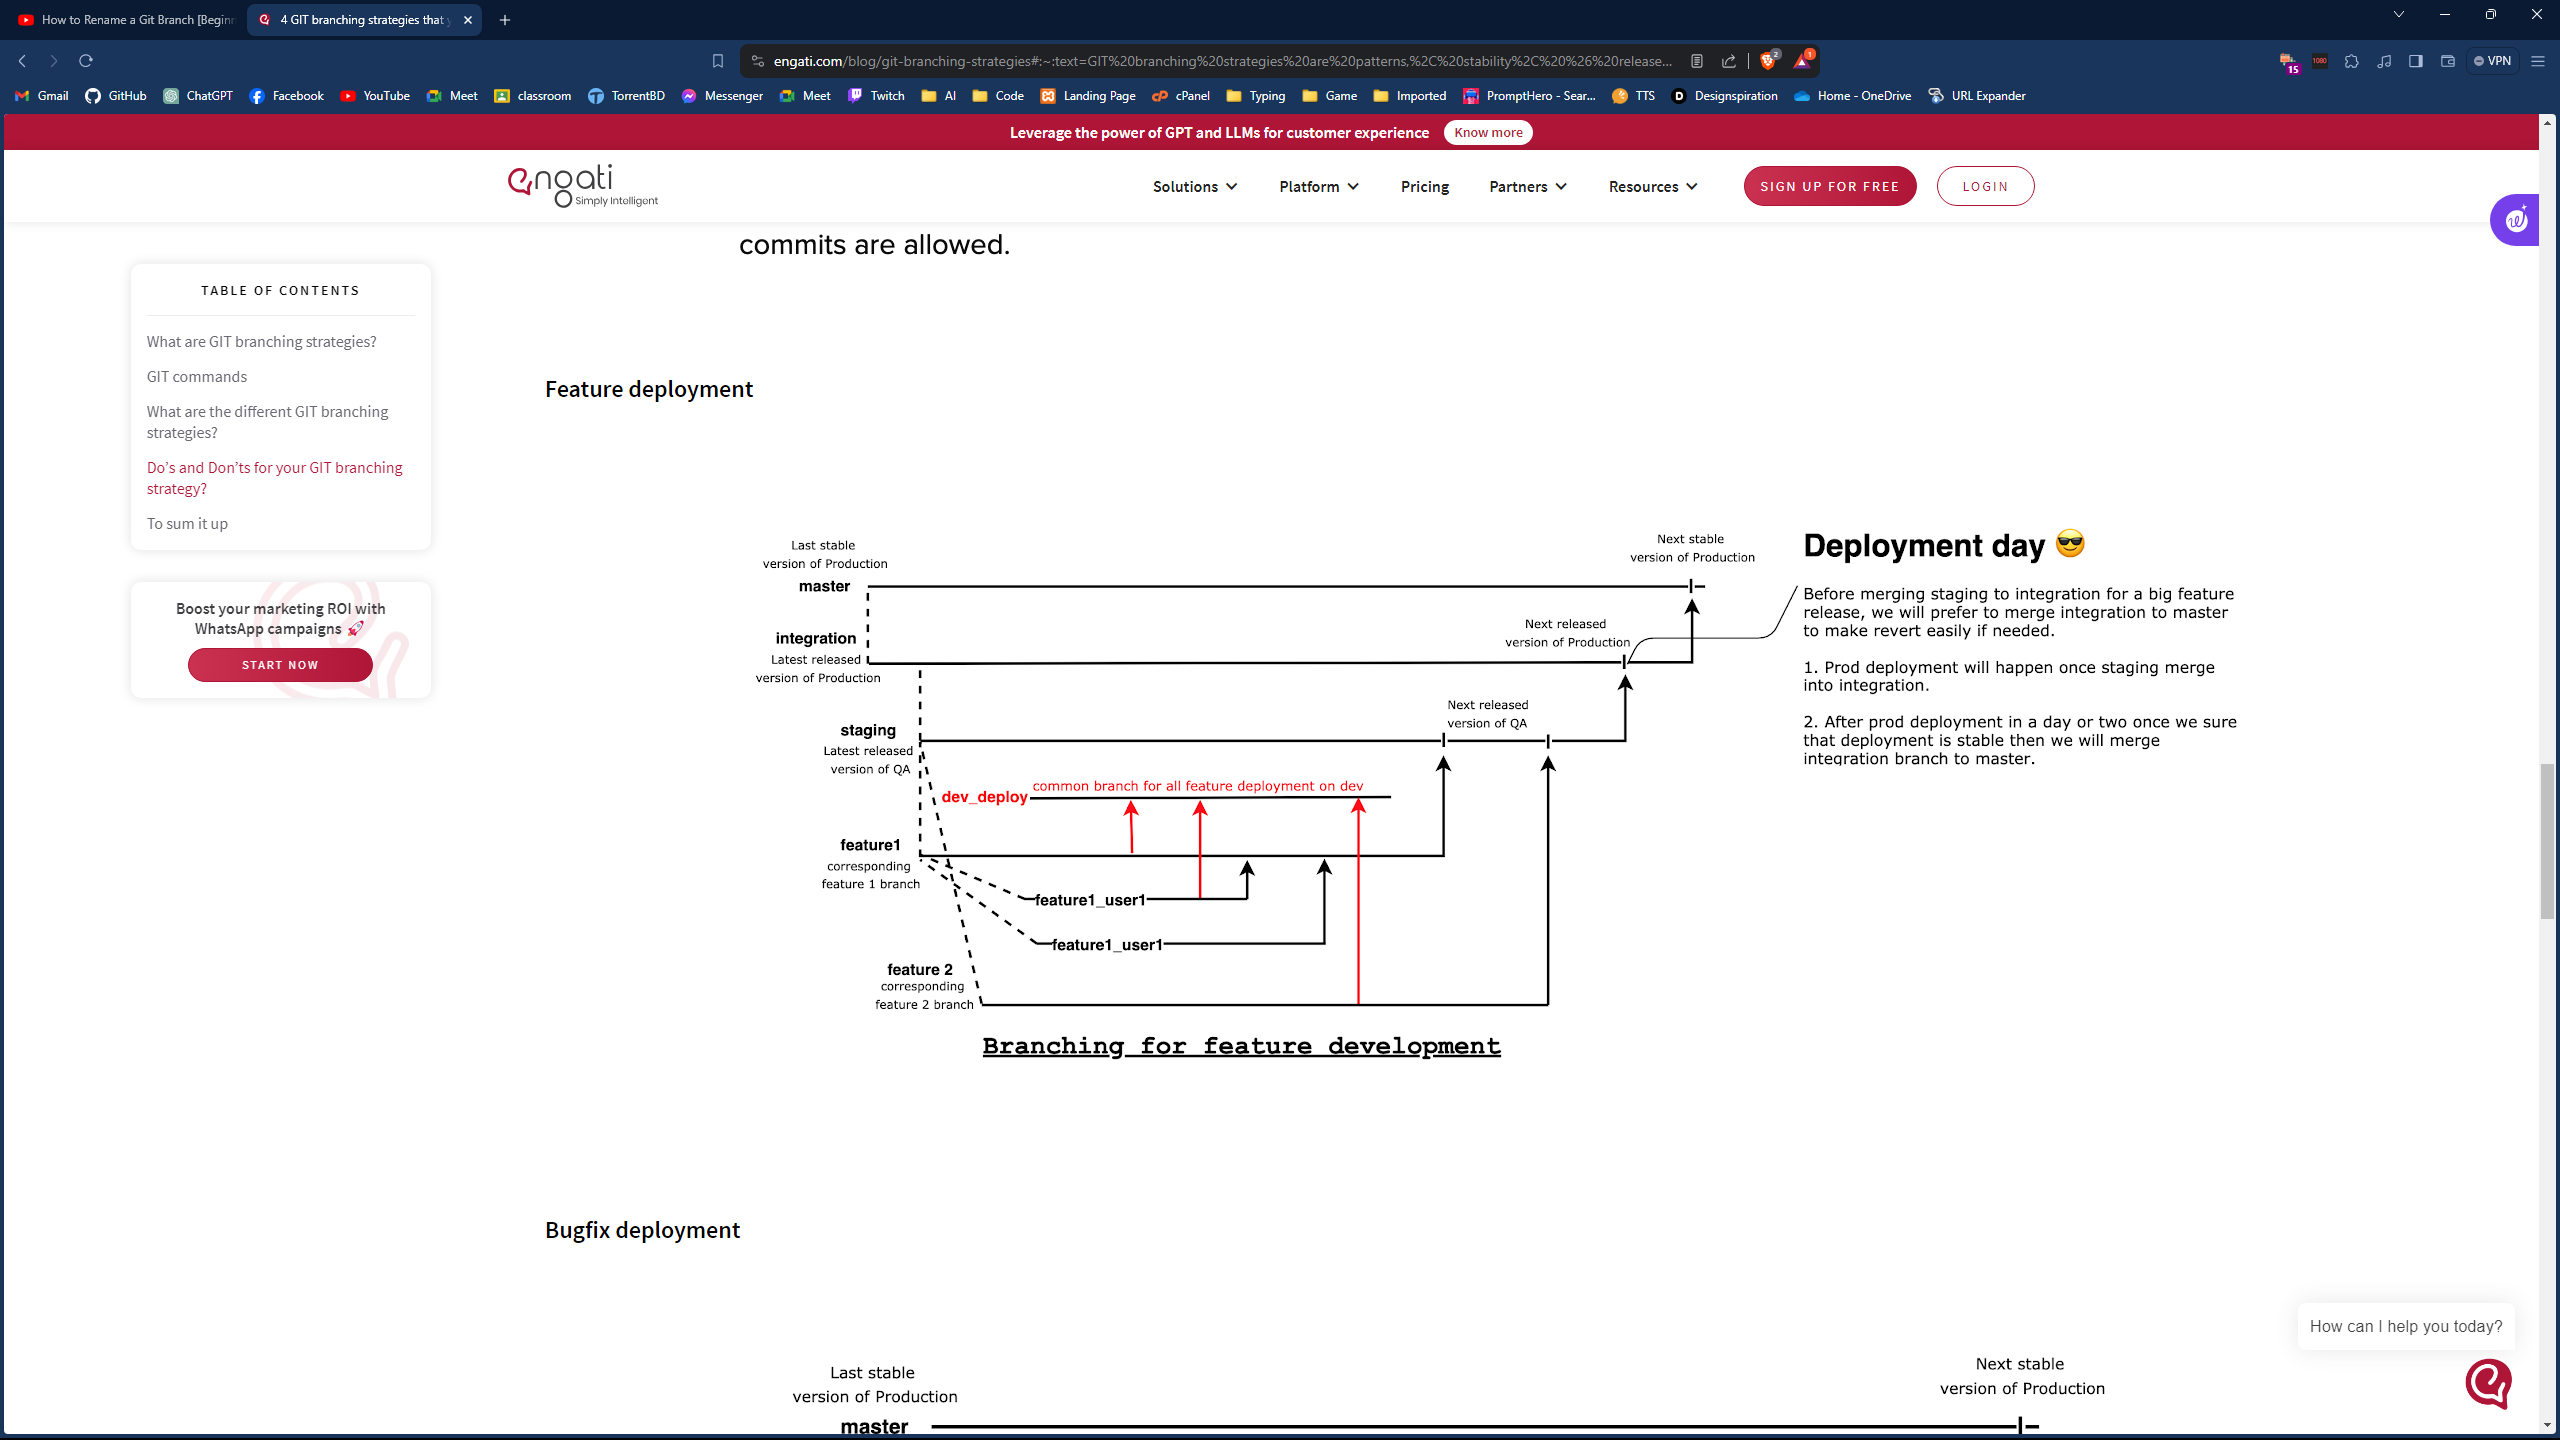 How to Rename a Git Branch [Beginn
4 GIT branching strategies that y
engati.com/blog/git-branching-strategies#:~:text=GIT%20branching%20strategies%20are%20patterns,%2C%20stability%2C%20%26%20release...
2
1
15
1080
VPN
Gmail
GitHub
ChatGPT
Facebook
YouTube
Meet
classroom
TorrentBD
Messenger
Meet
Twitch
AI
Code
Landing Page
cPanel
Typing
Game
Imported
PromptHero - Sear...
TTS
Designspiration
Home - OneDrive
URL Expander
Leverage the power of GPT and LLMs for customer experience
Know more
engati
Simply Intelligent
Solutions
Platform
Pricing
Partners
Resources
SIGN UP FOR FREE
LOGIN
commits are allowed.
TABLE OF CONTENTS
What are GIT branching strategies?
GIT commands
What are the different GIT branching
strategies?
Do's and Don'ts for your GIT branching
strategy?
To sum it up
Boost your marketing ROI with
WhatsApp campaigns 🚀
START NOW
Feature deployment
Last stable
version of Production
master
Next stable
version of Production
integration
Latest released
version of Production
Next released
version of Production
staging
Latest released
version of QA
Next released
version of QA
dev_deploy
common branch for all feature deployment on dev
feature1
corresponding
feature 1 branch
feature1_user1
feature1_user1
feature 2
corresponding
feature 2 branch
Branching for feature development
Deployment day 😎
Before merging staging to integration for a big feature
release, we will prefer to merge integration to master
to make revert easily if needed.
1. Prod deployment will happen once staging merge
into integration.
2. After prod deployment in a day or two once we sure
that deployment is stable then we will merge
integration branch to master.
Bugfix deployment
Last stable
version of Production
master
Next stable
version of Production
How can I help you today?